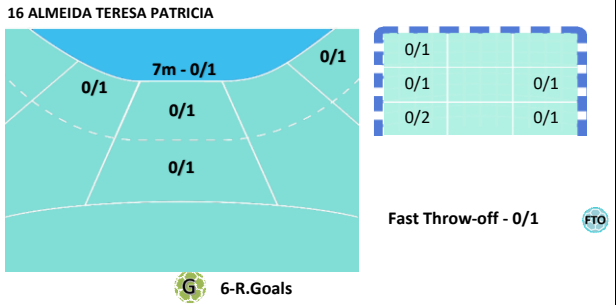 16 ALMEIDA TERESA PATRICIA
0/1
7m - 0/1
0/1
0/1
0/1
0/1
0/1 0/1
0/2 0/1
Fast Throw-off - 0/1 FTO
G 6-R.Goals